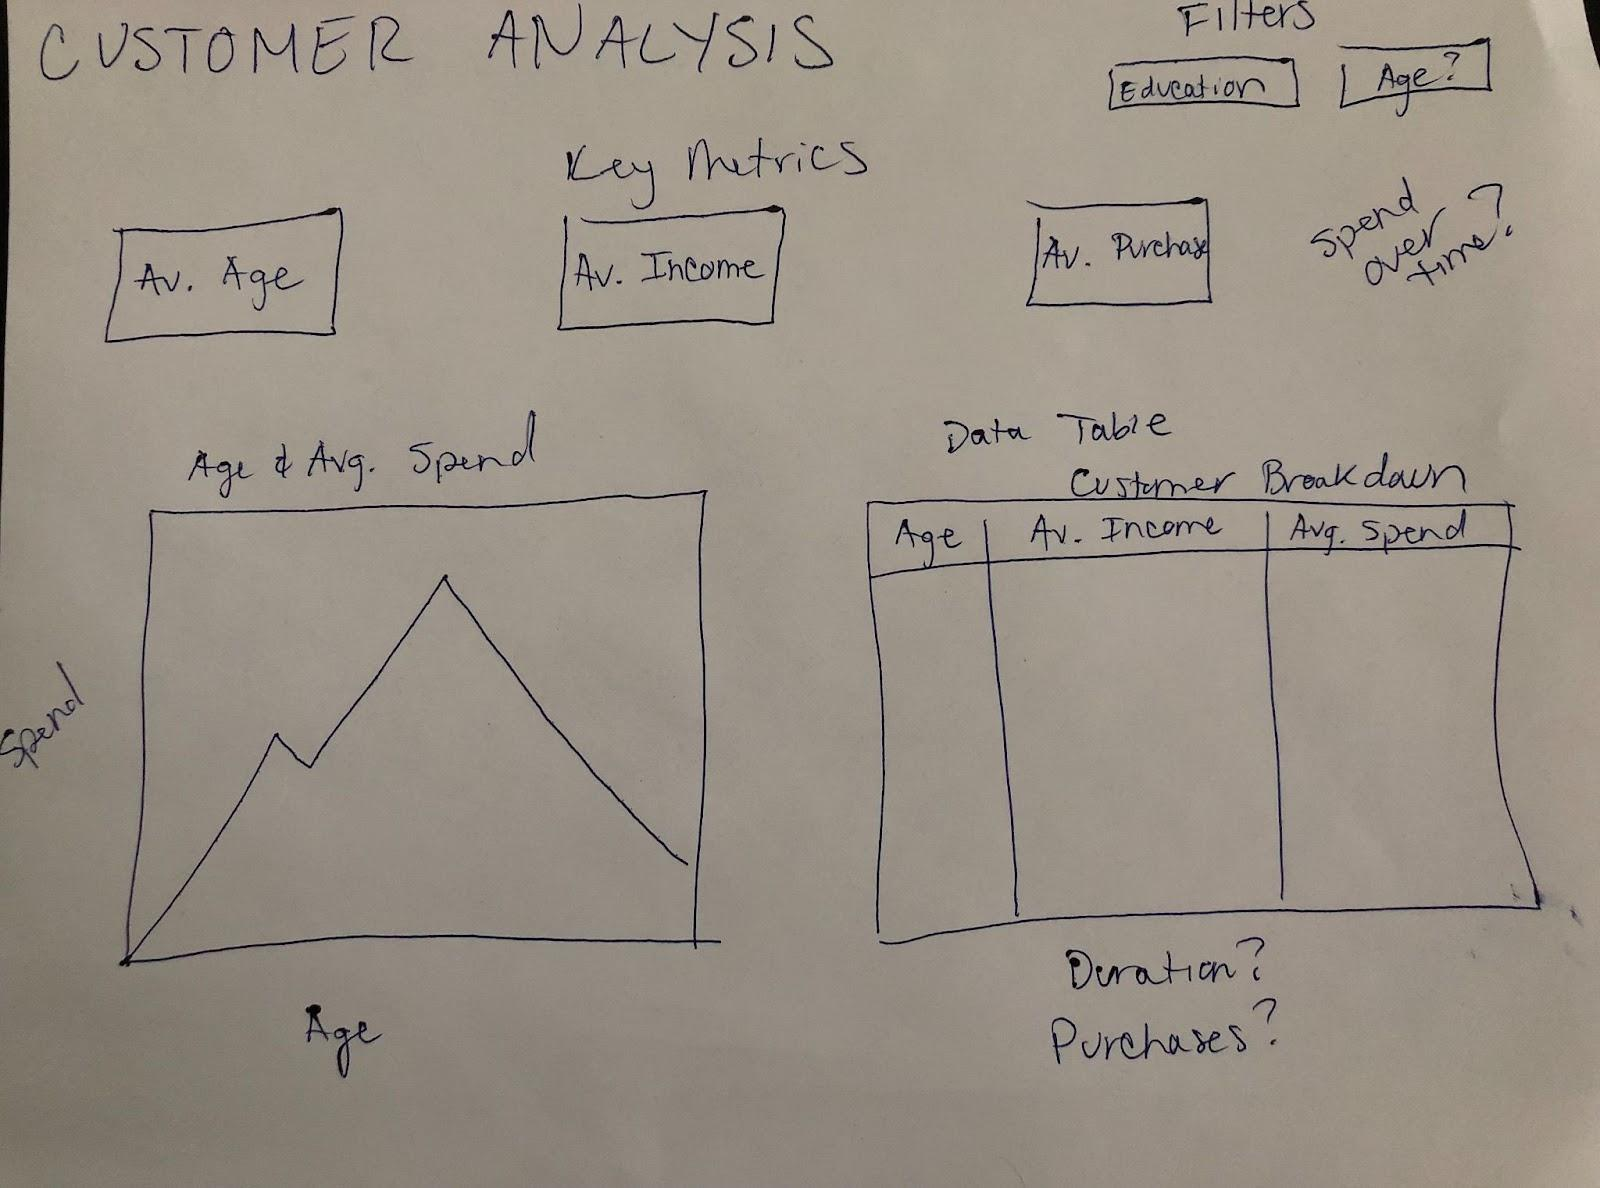 CUSTOMER ANALYSIS
Filters
Education
Age?
Key Metrics
Av. Age
Av. Income
Av. Purchase
Spend
over
time?
Age & Avg. Spend
Spend
Age
Data Table
Customer Breakdown
Age
Av. Income
Avg. Spend
Duration?
Purchases?